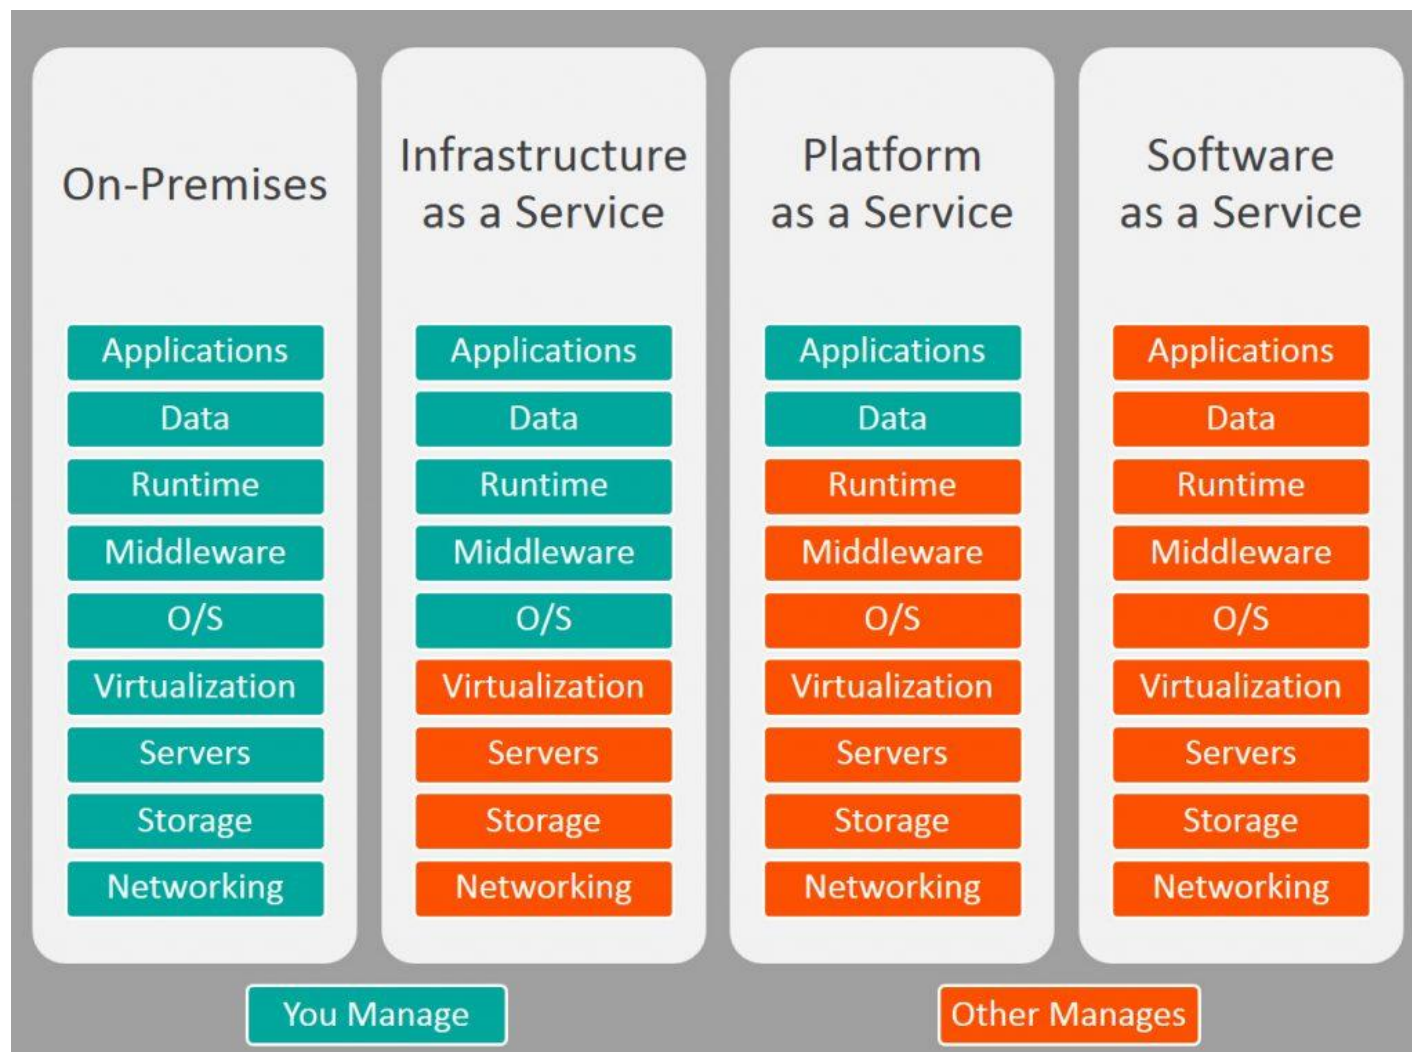 On-Premises
Applications
Data
Runtime
Middleware
O/S
Virtualization
Servers
Storage
Networking
Infrastructure
as a Service
Applications
Data
Runtime
Middleware
O/S
Virtualization
Servers
Storage
Networking
Platform
as a Service
Applications
Data
Runtime
Middleware
O/S
Virtualization
Servers
Storage
Networking
Software
as a Service
Applications
Data
Runtime
Middleware
O/S
Virtualization
Servers
Storage
Networking
You Manage
Other Manages